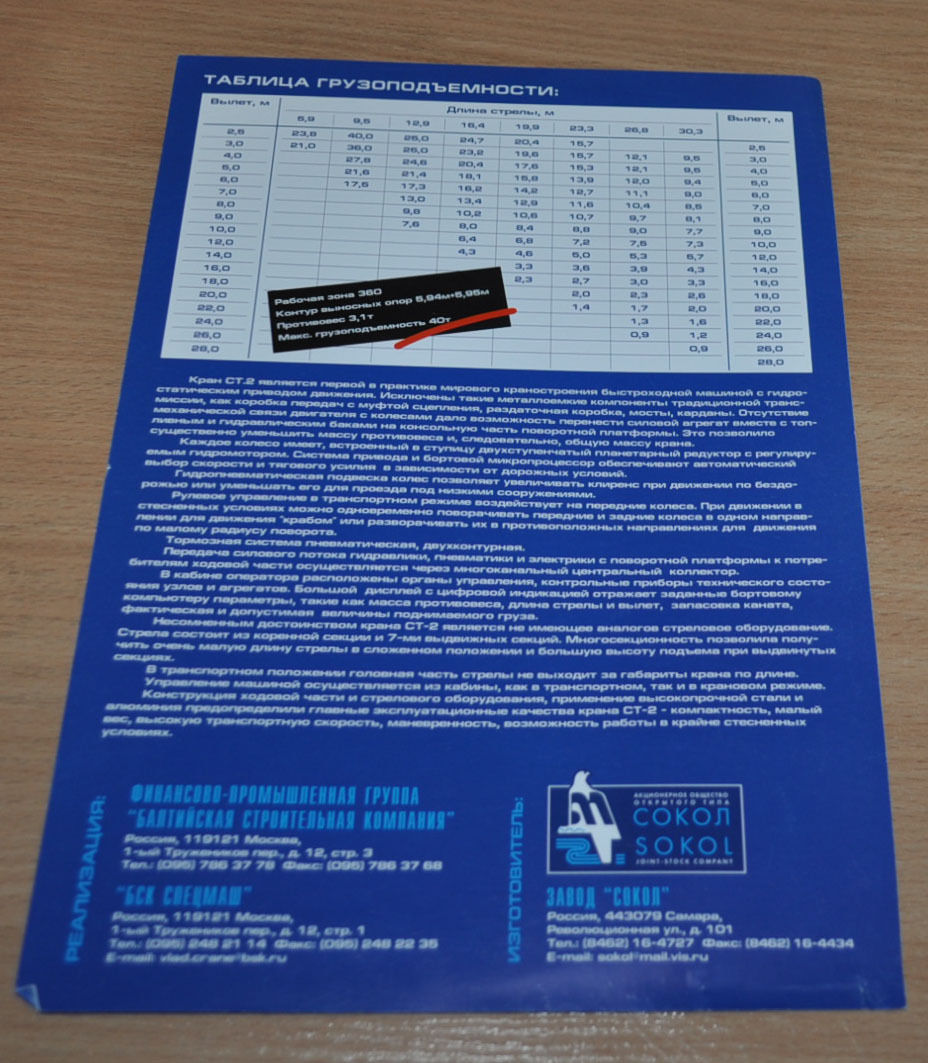 ТАБЛИЦА ГРУЗОПОДЪЕМНОСТИ:
Вылет, м Длина стрелы, м Вылет, м
5,9 9,5 12,9 16,4 19,9 23,3 26,8 30,3
2,5 23,8 40,0 25,0 24,7 20,4 15,7 2,5
3,0 21,0 36,0 25,0 23,2 19,6 15,7 12,1 9,5 3,0
4,0 27,8 24,6 20,4 17,6 15,3 12,1 9,5 4,0
5,0 21,6 21,4 18,1 15,8 13,9 12,0 9,4 5,0
6,0 17,5 17,3 16,2 14,2 12,7 11,1 9,0 6,0
7,0 13,0 13,4 12,9 11,6 10,4 8,5 7,0
8,0 9,8 10,2 10,6 10,7 9,7 8,1 8,0
9,0 7,6 8,0 8,4 8,8 9,0 7,7 9,0
10,0 6,4 6,8 7,2 7,5 7,3 10,0
12,0 4,3 4,6 5,0 5,3 5,7 12,0
14,0 3,3 3,6 3,9 4,3 14,0
16,0 2,3 2,7 3,0 3,3 16,0
18,0 2,0 2,3 2,6 18,0
20,0 1,4 1,7 2,0 20,0
22,0 1,3 1,6 22,0
24,0 0,9 1,2 24,0
26,0 0,9 26,0
28,0 28,0
Рабочая зона 360
Контур выносных опор 5,94м*5,95м
Противовес 3,1т
Макс. грузоподъемность 40т
Кран СТ.2 является первой в практике мирового краностроения быстроходной машиной с гидро-
статическим приводом движения. Исключены такие металлоемкие компоненты традиционной транс-
миссии, как коробка передач с муфтой сцепления, раздаточная коробка, мосты, карданы. Отсутствие
механической связи двигателя с колесами дало возможность перенести силовой агрегат вместе с топ-
ливным и гидравлическим баками на консольную часть поворотной платформы. Это позволило
существенно уменьшить массу противовеса и, следовательно, общую массу крана.
Каждое колесо имеет, встроенный в ступицу двухступенчатый планетарный редуктор с регулиру-
емым гидромотором. Система привода и бортовой микропроцессор обеспечивают автоматический
выбор скорости и тягового усилия в зависимости от дорожных условий.
Гидропневматическая подвеска колес позволяет увеличивать клиренс при движении по бездо-
рожью или уменьшать его для проезда под низкими сооружениями.
Рулевое управление в транспортном режиме воздействует на передние колеса. При движении в
стесненных условиях можно одновременно поворачивать передние и задние колеса в одном направ-
лении для движения "крабом" или разворачивать их в противоположных направлениях для движения
по малому радиусу поворота.
Тормозная система пневматическая, двухконтурная.
Передача силового потока гидравлики, пневматики и электрики с поворотной платформы к потре-
бителям ходовой части осуществляется через многоканальный центральный коллектор.
В кабине оператора расположены органы управления, контрольные приборы технического состо-
яния узлов и агрегатов. Большой дисплей с цифровой индикацией отражает заданные бортовому
компьютеру параметры, такие как масса противовеса, длина стрелы и вылет, запасовка каната,
фактическая и допустимая величины поднимаемого груза.
Несомненным достоинством крана СТ-2 является не имеющее аналогов стреловое оборудование.
Стрела состоит из коренной секции и 7-ми выдвижных секций. Многосекционность позволила полу-
чить очень малую длину стрелы в сложенном положении и большую высоту подъема при выдвинутых
секциях.
В транспортном положении головная часть стрелы не выходит за габариты крана по длине.
Управление машиной осуществляется из кабины, как в транспортном, так и в крановом режиме.
Конструкция ходовой части и стрелового оборудования, применение высокопрочной стали и
алюминия предопредлили главные эксплуатационные качества крана СТ-2 - компактность, малый
вес, высокую транспортную скорость, маневренность, возможность работы в крайне стесненных
условиях.
РЕАЛИЗАЦИЯ:
ФИНАНСОВО-ПРОМЫШЛЕННАЯ ГРУППА
"БАЛТИЙСКАЯ СТРОИТЕЛЬНАЯ КОМПАНИЯ"
Россия, 119121 Москва,
1-ый Тружеников пер., д. 12, стр. 3
Тел.: (095) 786 37 78 Факс: (095) 786 37 68
"БСК СПЕЦМАШ"
Россия, 119121 Москва,
1-ый Тружеников пер., д. 12, стр. 1
Тел.: (095) 248 21 14 Факс: (095) 248 22 35
E-mail: vlad.crane@bsk.ru
ИЗГОТОВИТЕЛЬ:
АКЦИОНЕРНОЕ ОБЩЕСТВО
ОТКРЫТОГО ТИПА
СОКОЛ
SOKOL
JOINT-STOCK COMPANY
ЗАВОД "СОКОЛ"
Россия, 443079 Самара,
Революционная ул., д. 101
Тел.: (8462) 16-4727 Факс: (8462) 16-4434
E-mail: sokol@mail.vis.ru